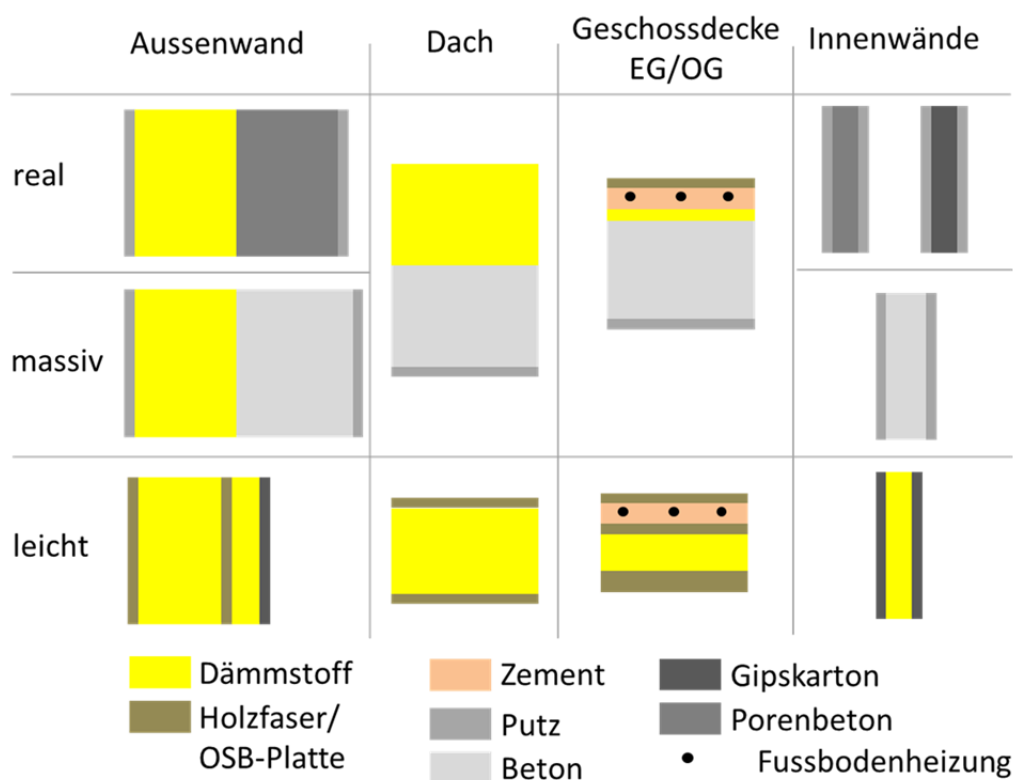 Aussenwand
Dach
Geschossdecke
EG/OG
Innenwände
real
massiv
leicht
Dämmstoff
Holzfaser/
OSB-Platte
Zement
Putz
Beton
Gipskarton
Porenbeton
Fussbodenheizung